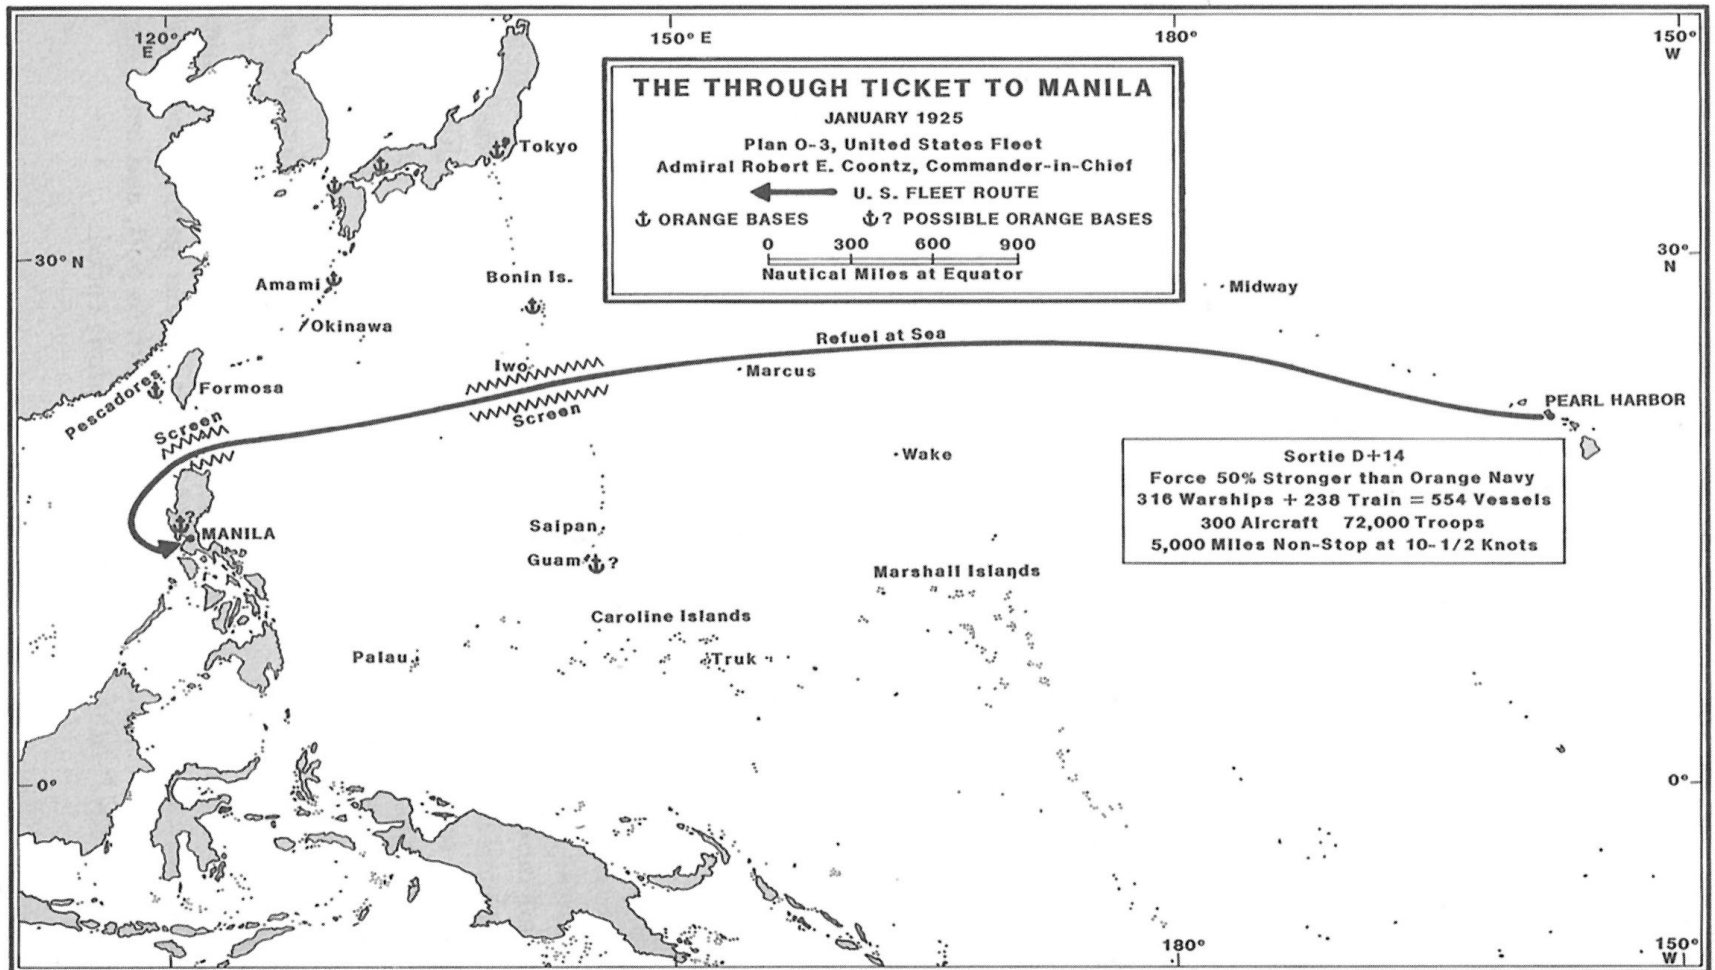 120°
E
150° E
180°
150°
W
THE THROUGH TICKET TO MANILA
JANUARY 1925
Plan O-3, United States Fleet
Admiral Robert E. Coontz, Commander-in-Chief
U. S. FLEET ROUTE
ORANGE BASES
? POSSIBLE ORANGE BASES
0 300 600 900
Nautical Miles at Equator
Tokyo
30° N
30°
N
Amami
Bonin Is.
Midway
Okinawa
Refuel at Sea
Iwo
Marcus
Pescadores
Formosa
PEARL HARBOR
Screen
Screen
Wake
Sortie D+14
Force 50% Stronger than Orange Navy
316 Warships + 238 Train = 554 Vessels
300 Aircraft 72,000 Troops
5,000 Miles Non-Stop at 10-1/2 Knots
?
MANILA
Saipan
Guam ?
Marshall Islands
Caroline Islands
Palau
Truk
0°
0°
180°
150°
W